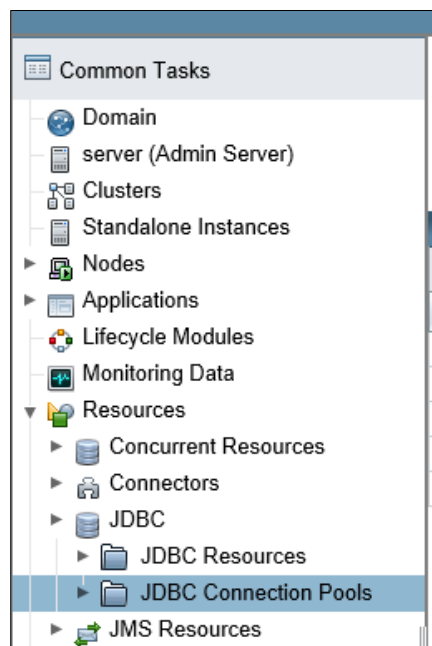 Common Tasks
Domain
server (Admin Server)
Clusters
Standalone Instances
Nodes
Applications
Lifecycle Modules
Monitoring Data
Resources
Concurrent Resources
Connectors
JDBC
JDBC Resources
JDBC Connection Pools
JMS Resources